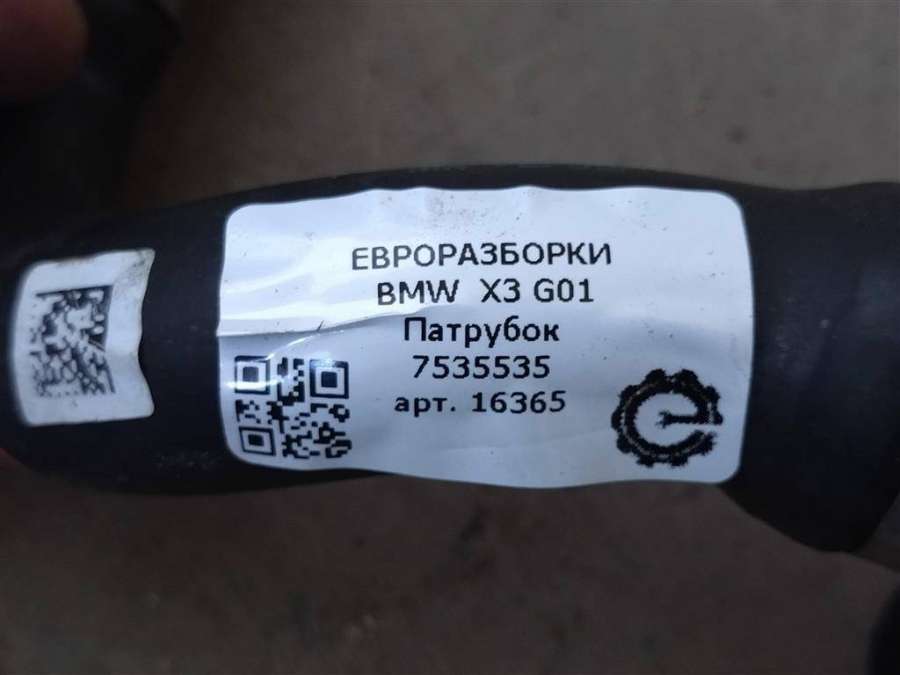 ЕВРОРАЗБОРКИ
BMW X3 G01
Патрубок
7535535
арт. 16365